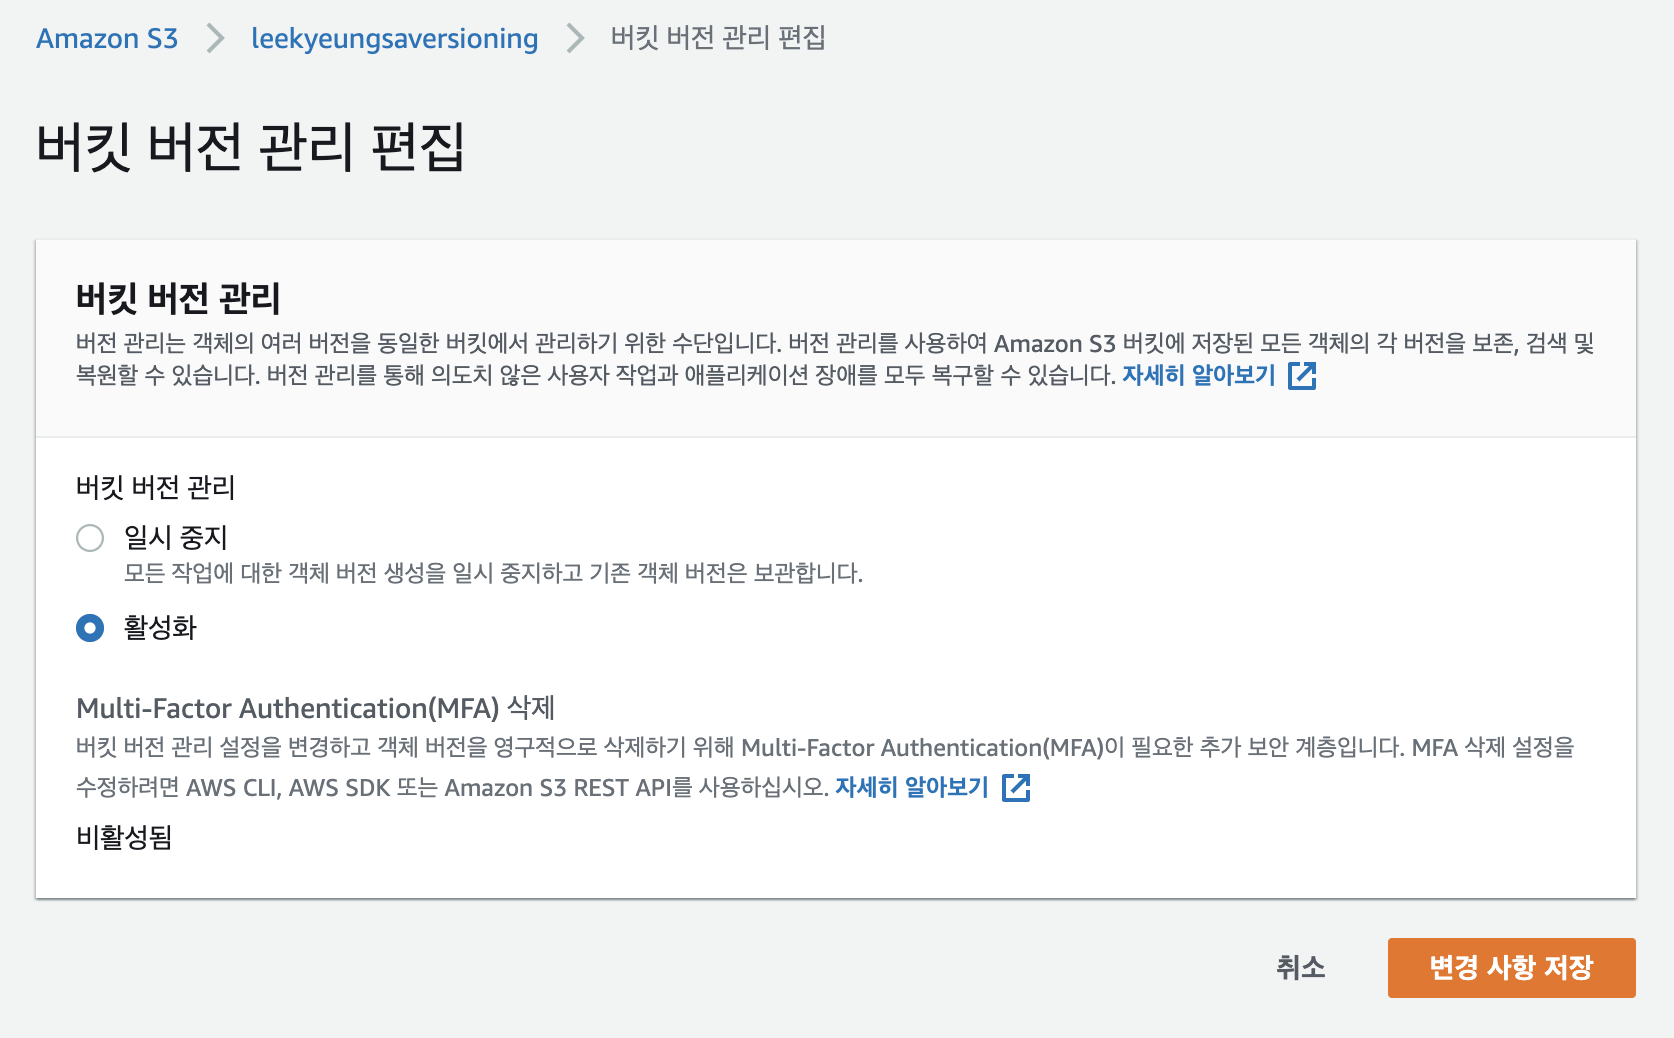 Amazon S3 > leekyeungsaversioning > 버킷 버전 관리 편집
버킷 버전 관리 편집
버킷 버전 관리
버전 관리는 객체의 여러 버전을 동일한 버킷에서 관리하기 위한 수단입니다. 버전 관리를 사용하여 Amazon S3 버킷에 저장된 모든 객체의 각 버전을 보존, 검색 및
복원할 수 있습니다. 버전 관리를 통해 의도치 않은 사용자 작업과 애플리케이션 장애를 모두 복구할 수 있습니다. 자세히 알아보기
버킷 버전 관리
일시 중지
모든 작업에 대한 객체 버전 생성을 일시 중지하고 기존 객체 버전은 보관합니다.
활성화
Multi-Factor Authentication(MFA) 삭제
버킷 버전 관리 설정을 변경하고 객체 버전을 영구적으로 삭제하기 위해 Multi-Factor Authentication(MFA)이 필요한 추가 보안 계층입니다. MFA 삭제 설정을
수정하려면 AWS CLI, AWS SDK 또는 Amazon S3 REST API를 사용하십시오. 자세히 알아보기
비활성됨
취소 변경 사항 저장